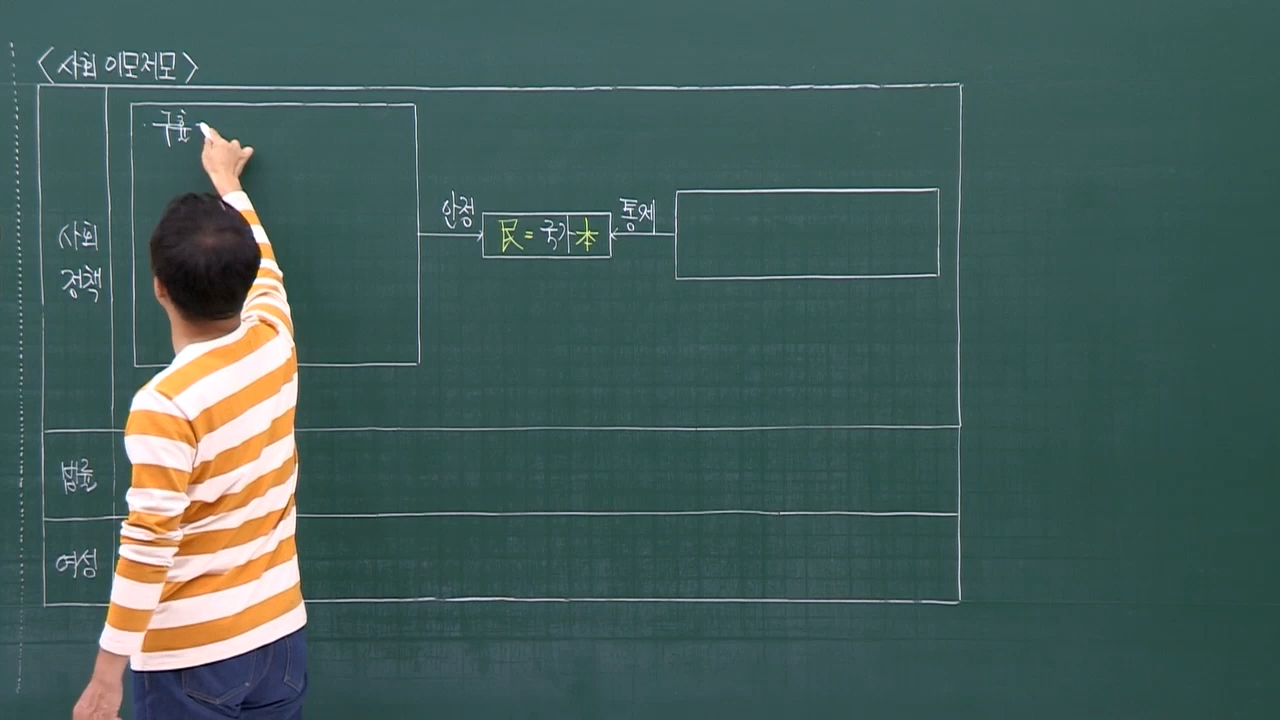 〈사회 이모저모〉
· 구휼
사회
정책
안정
民 = 국가 本
통제
법률
여성